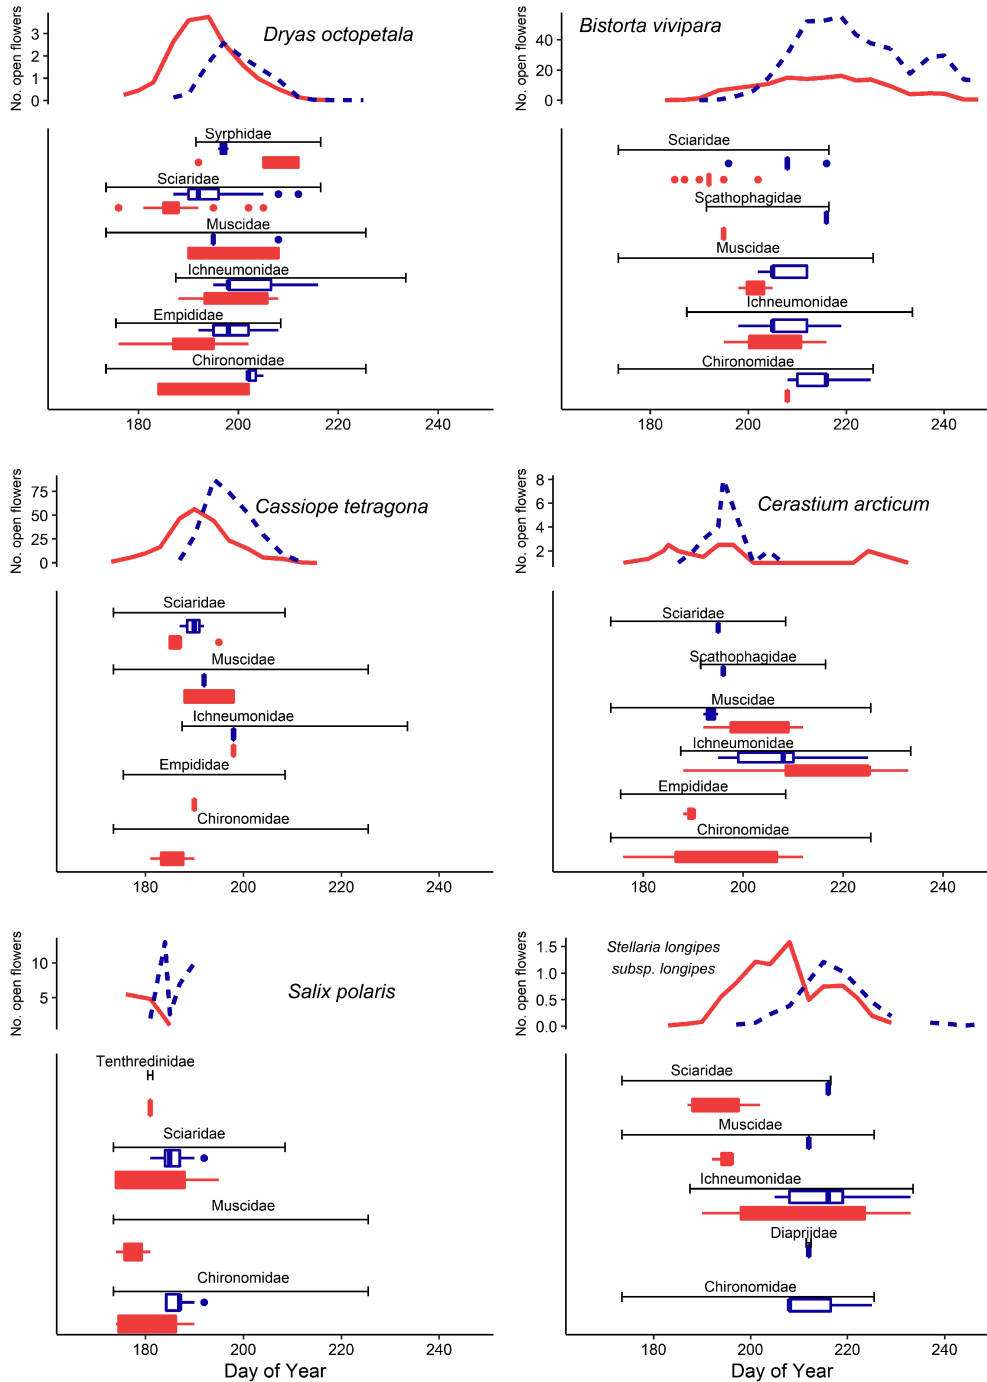 No. open flowers
3
2
1
0
Dryas octopetala
Syrphidae
Sciaridae
Muscidae
Ichneumonidae
Empididae
Chironomidae
180 200 220 240
No. open flowers
40
20
0
Bistorta vivipara
Sciaridae
Scathophagidae
Muscidae
Ichneumonidae
Chironomidae
180 200 220 240
No. open flowers
75
50
25
0
Cassiope tetragona
Sciaridae
Muscidae
Ichneumonidae
Empididae
Chironomidae
180 200 220 240
No. open flowers
8
6
4
2
Cerastium arcticum
Sciaridae
Scathophagidae
Muscidae
Ichneumonidae
Empididae
Chironomidae
180 200 220 240
No. open flowers
10
5
Salix polaris
Tenthredinidae
Sciaridae
Muscidae
Chironomidae
180 200 220 240
Day of Year
No. open flowers
1.5
1.0
0.5
0.0
Stellaria longipes
subsp. longipes
Sciaridae
Muscidae
Ichneumonidae
Diapriidae
Chironomidae
180 200 220 240
Day of Year